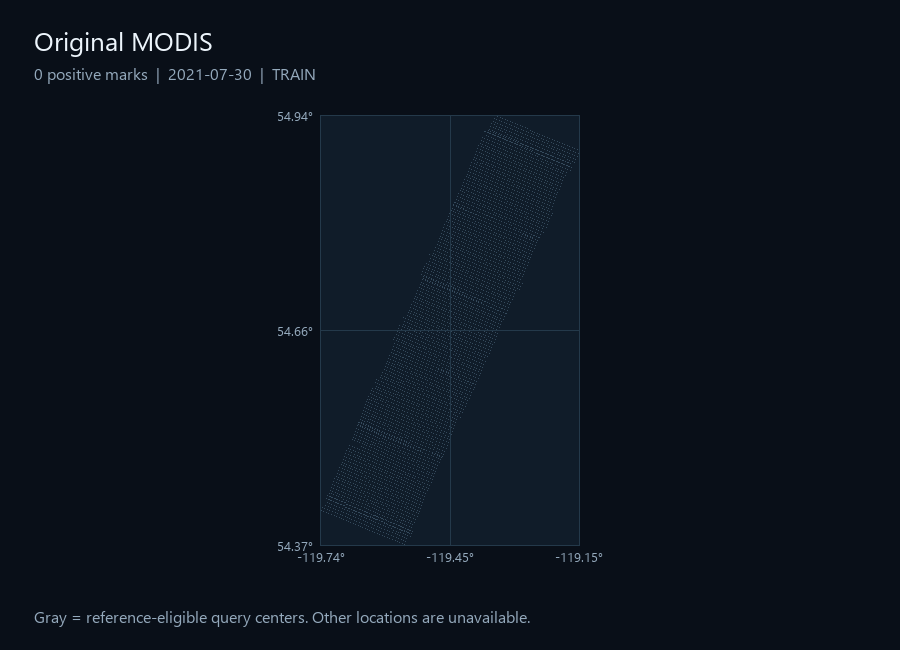 Original MODIS
0 positive marks | 2021-07-30 | TRAIN
54.94°
54.66°
54.37°
-119.74°
-119.45°
-119.15°
Gray = reference-eligible query centers. Other locations are unavailable.